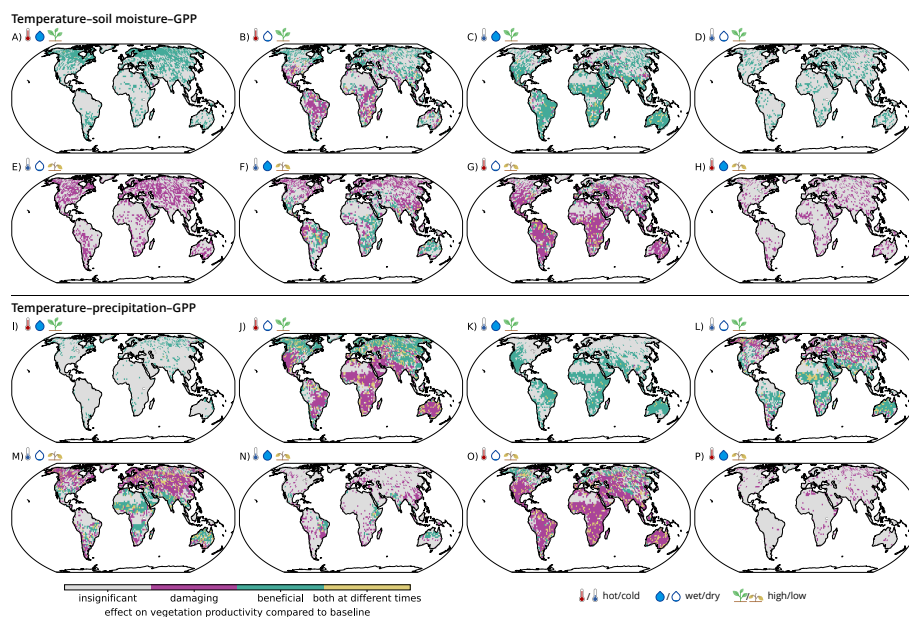 Temperature–soil moisture–GPP
A) B) C) D)
E) F) G) H)
Temperature–precipitation–GPP
I) J) K) L)
M) N) O) P)
insignificant damaging beneficial both at different times
effect on vegetation productivity compared to baseline
/ hot/cold / wet/dry / high/low